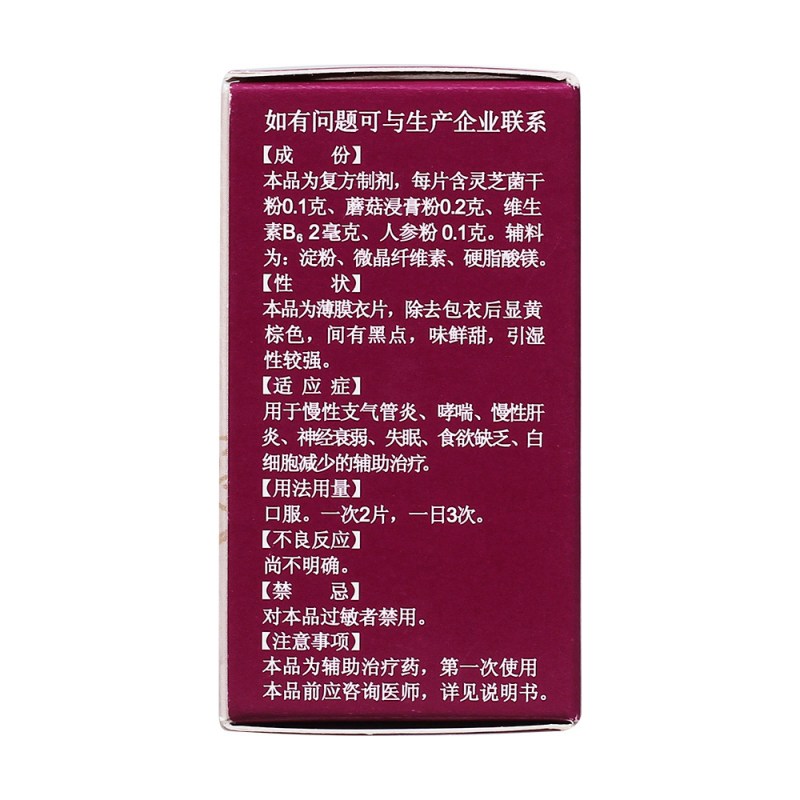 如有问题可与生产企业联系
【成　份】
本品为复方制剂，每片含灵芝菌干
粉0.1克、蘑菇浸膏粉0.2克、维生
素B₆ 2毫克、人参粉 0.1克。辅料
为：淀粉、微晶纤维素、硬脂酸镁。
【性　状】
本品为薄膜衣片，除去包衣后显黄
棕色，间有黑点，味鲜甜，引湿
性较强。
【适 应 症】
用于慢性支气管炎、哮喘、慢性肝
炎、神经衰弱、失眠、食欲缺乏、白
细胞减少的辅助治疗。
【用法用量】
口服。一次2片，一日3次。
【不良反应】
尚不明确。
【禁　忌】
对本品过敏者禁用。
【注意事项】
本品为辅助治疗药，第一次使用
本品前应咨询医师，详见说明书。